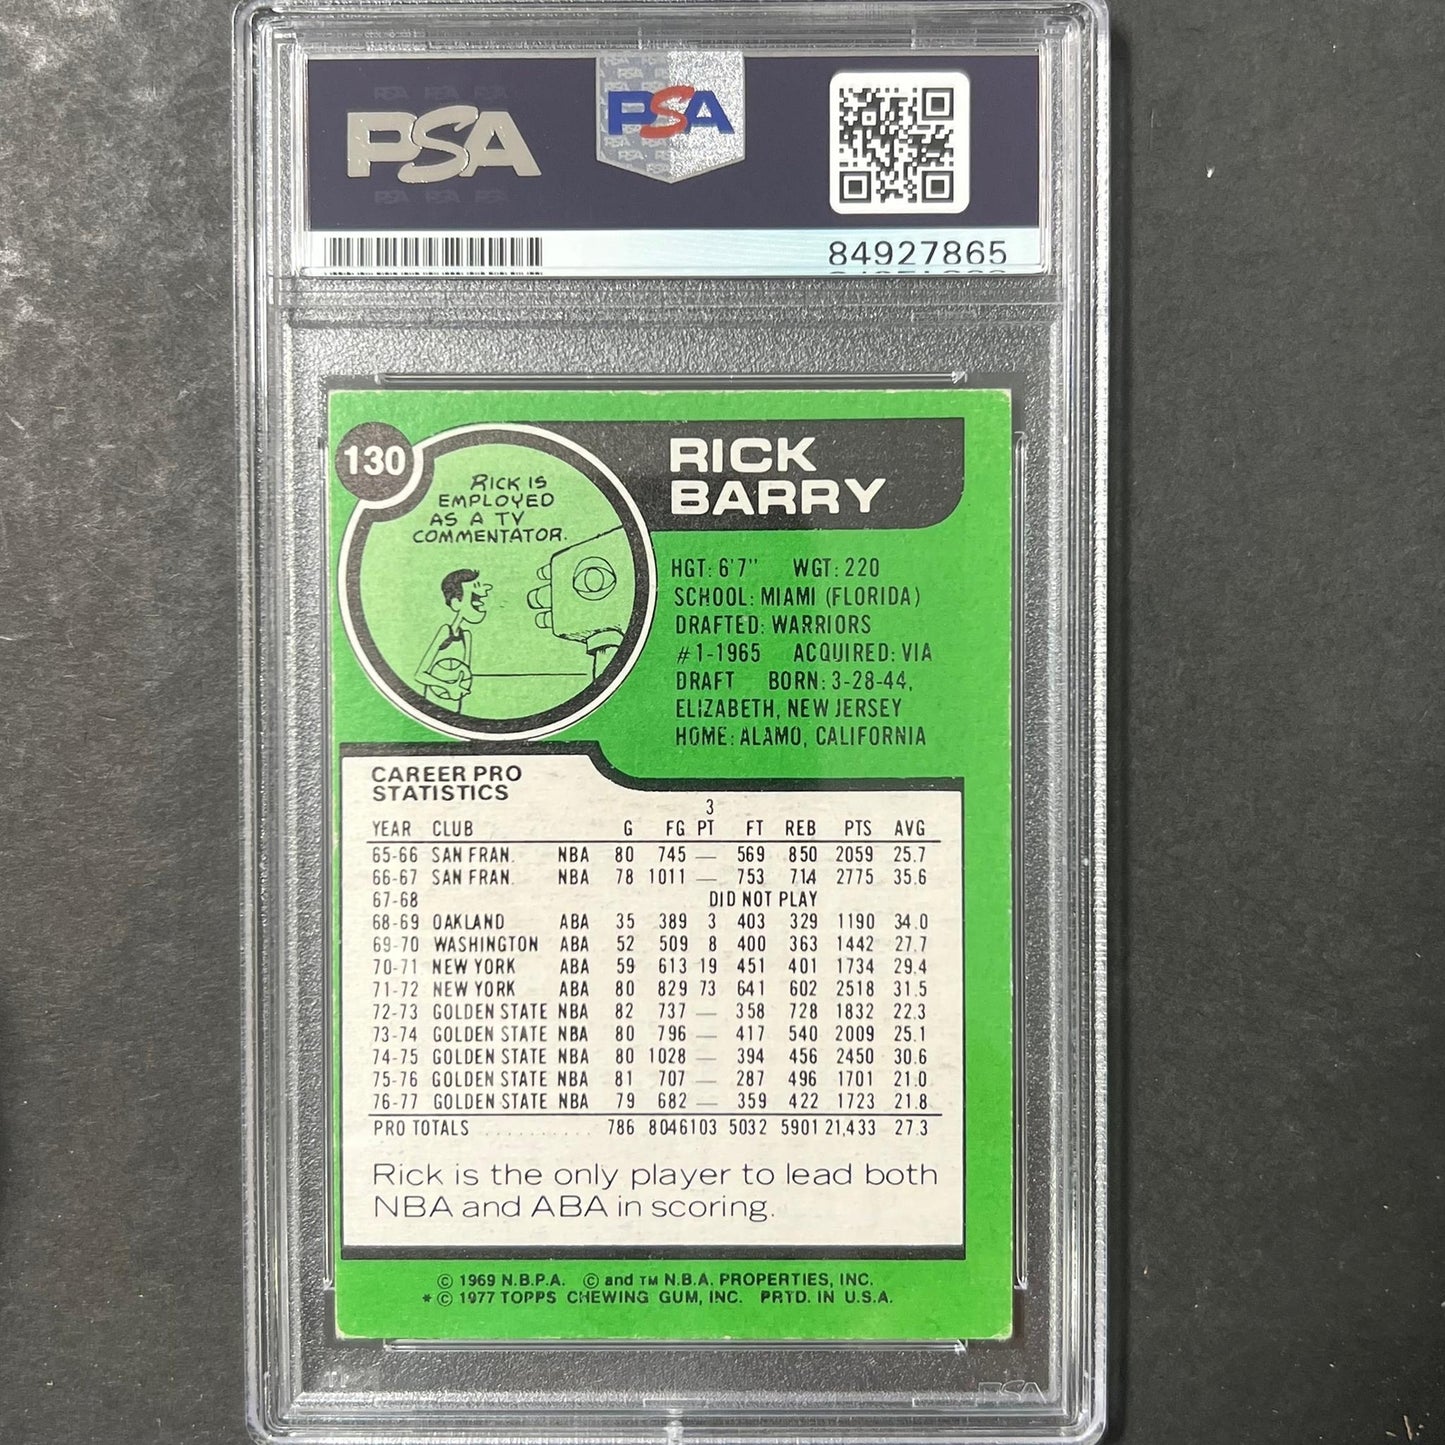 PSA
PSA
84927865
130
RICK
BARRY
RICK IS
EMPLOYED
AS A TV
COMMENTATOR.
HGT: 6'7" WGT: 220
SCHOOL: MIAMI (FLORIDA)
DRAFTED: WARRIORS
#1-1965 ACQUIRED: VIA
DRAFT BORN: 3-28-44,
ELIZABETH, NEW JERSEY
HOME: ALAMO, CALIFORNIA
CAREER PRO
STATISTICS
YEAR CLUB G FG 3 PT FT REB PTS AVG
65-66 SAN FRAN. NBA 80 745 — 569 850 2059 25.7
66-67 SAN FRAN. NBA 78 1011 — 753 714 2775 35.6
67-68 DID NOT PLAY
68-69 OAKLAND ABA 35 389 3 403 329 1190 34.0
69-70 WASHINGTON ABA 52 509 8 400 363 1442 27.7
70-71 NEW YORK ABA 59 613 19 451 401 1734 29.4
71-72 NEW YORK ABA 80 829 73 641 602 2518 31.5
72-73 GOLDEN STATE NBA 82 737 — 358 728 1832 22.3
73-74 GOLDEN STATE NBA 80 796 — 417 540 2009 25.1
74-75 GOLDEN STATE NBA 80 1028 — 394 456 2450 30.6
75-76 GOLDEN STATE NBA 81 707 — 287 496 1701 21.0
76-77 GOLDEN STATE NBA 79 682 — 359 422 1723 21.8
PRO TOTALS .......... 786 8046 103 5032 5901 21,433 27.3
Rick is the only player to lead both
NBA and ABA in scoring.
© 1969 N.B.P.A. © and TM N.B.A. PROPERTIES, INC.
* © 1977 TOPPS CHEWING GUM, INC. PRTD. IN U.S.A.
PSA